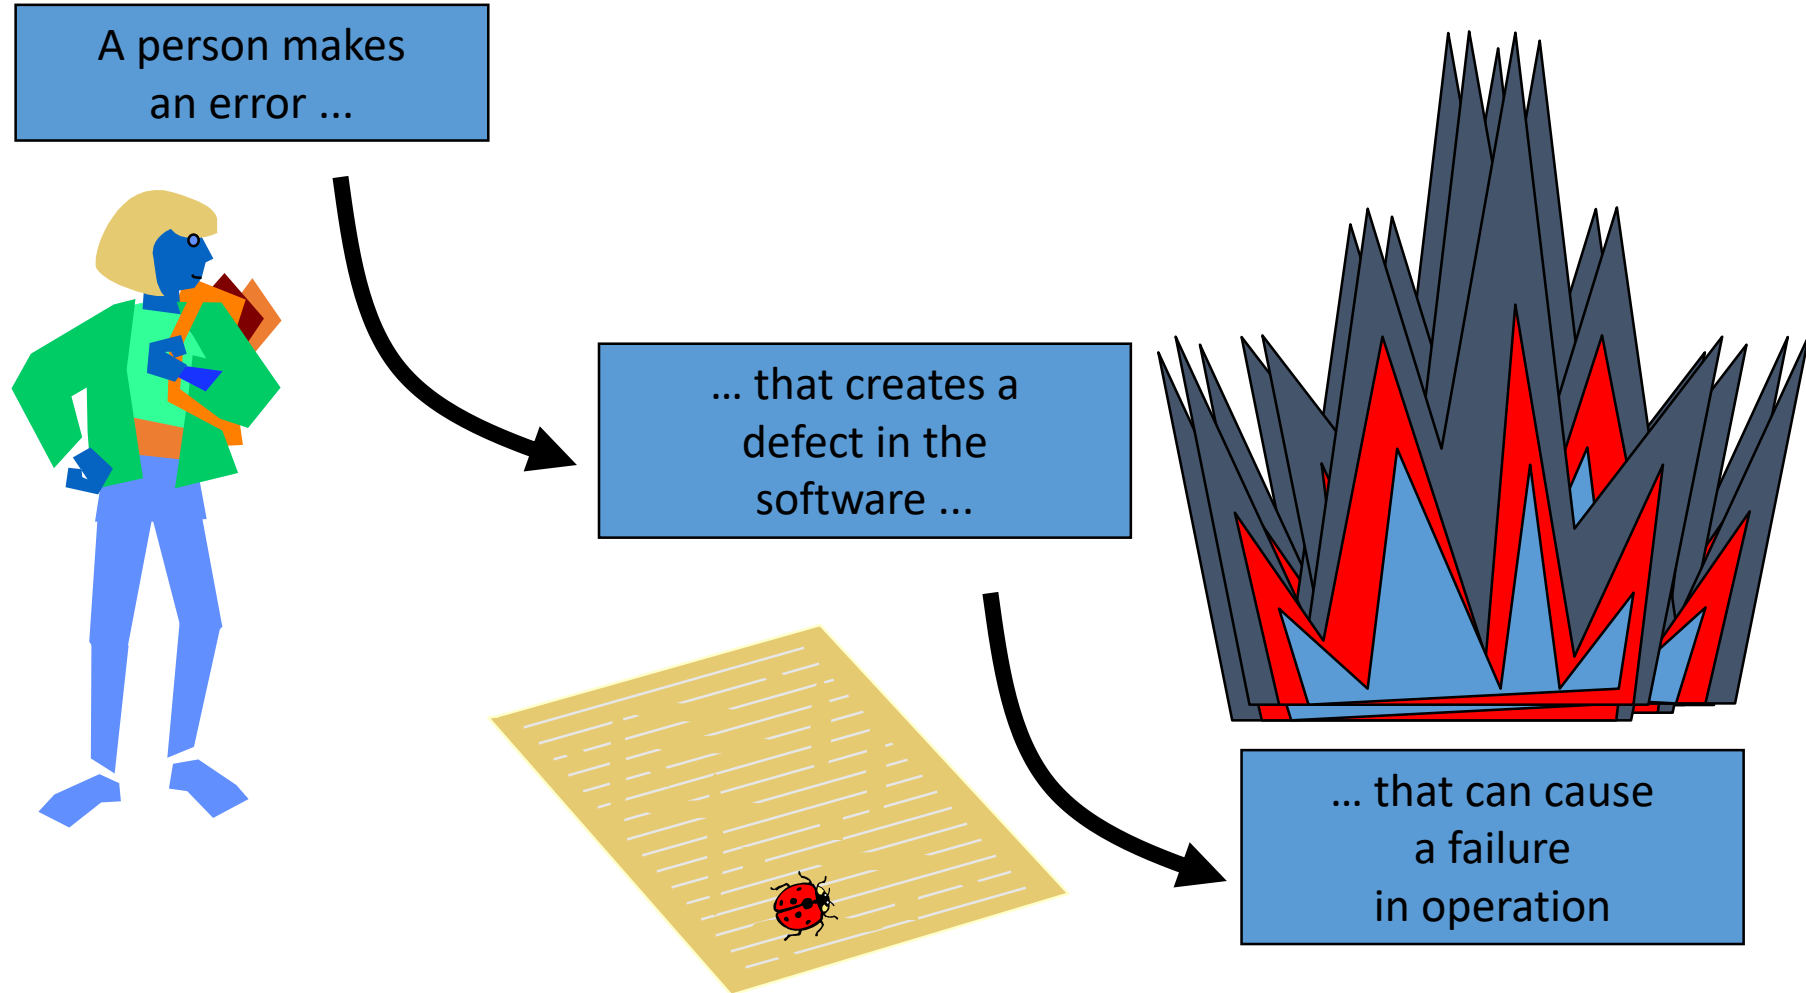 A person makes
an error ...
... that creates a
defect in the
software ...
... that can cause
a failure
in operation